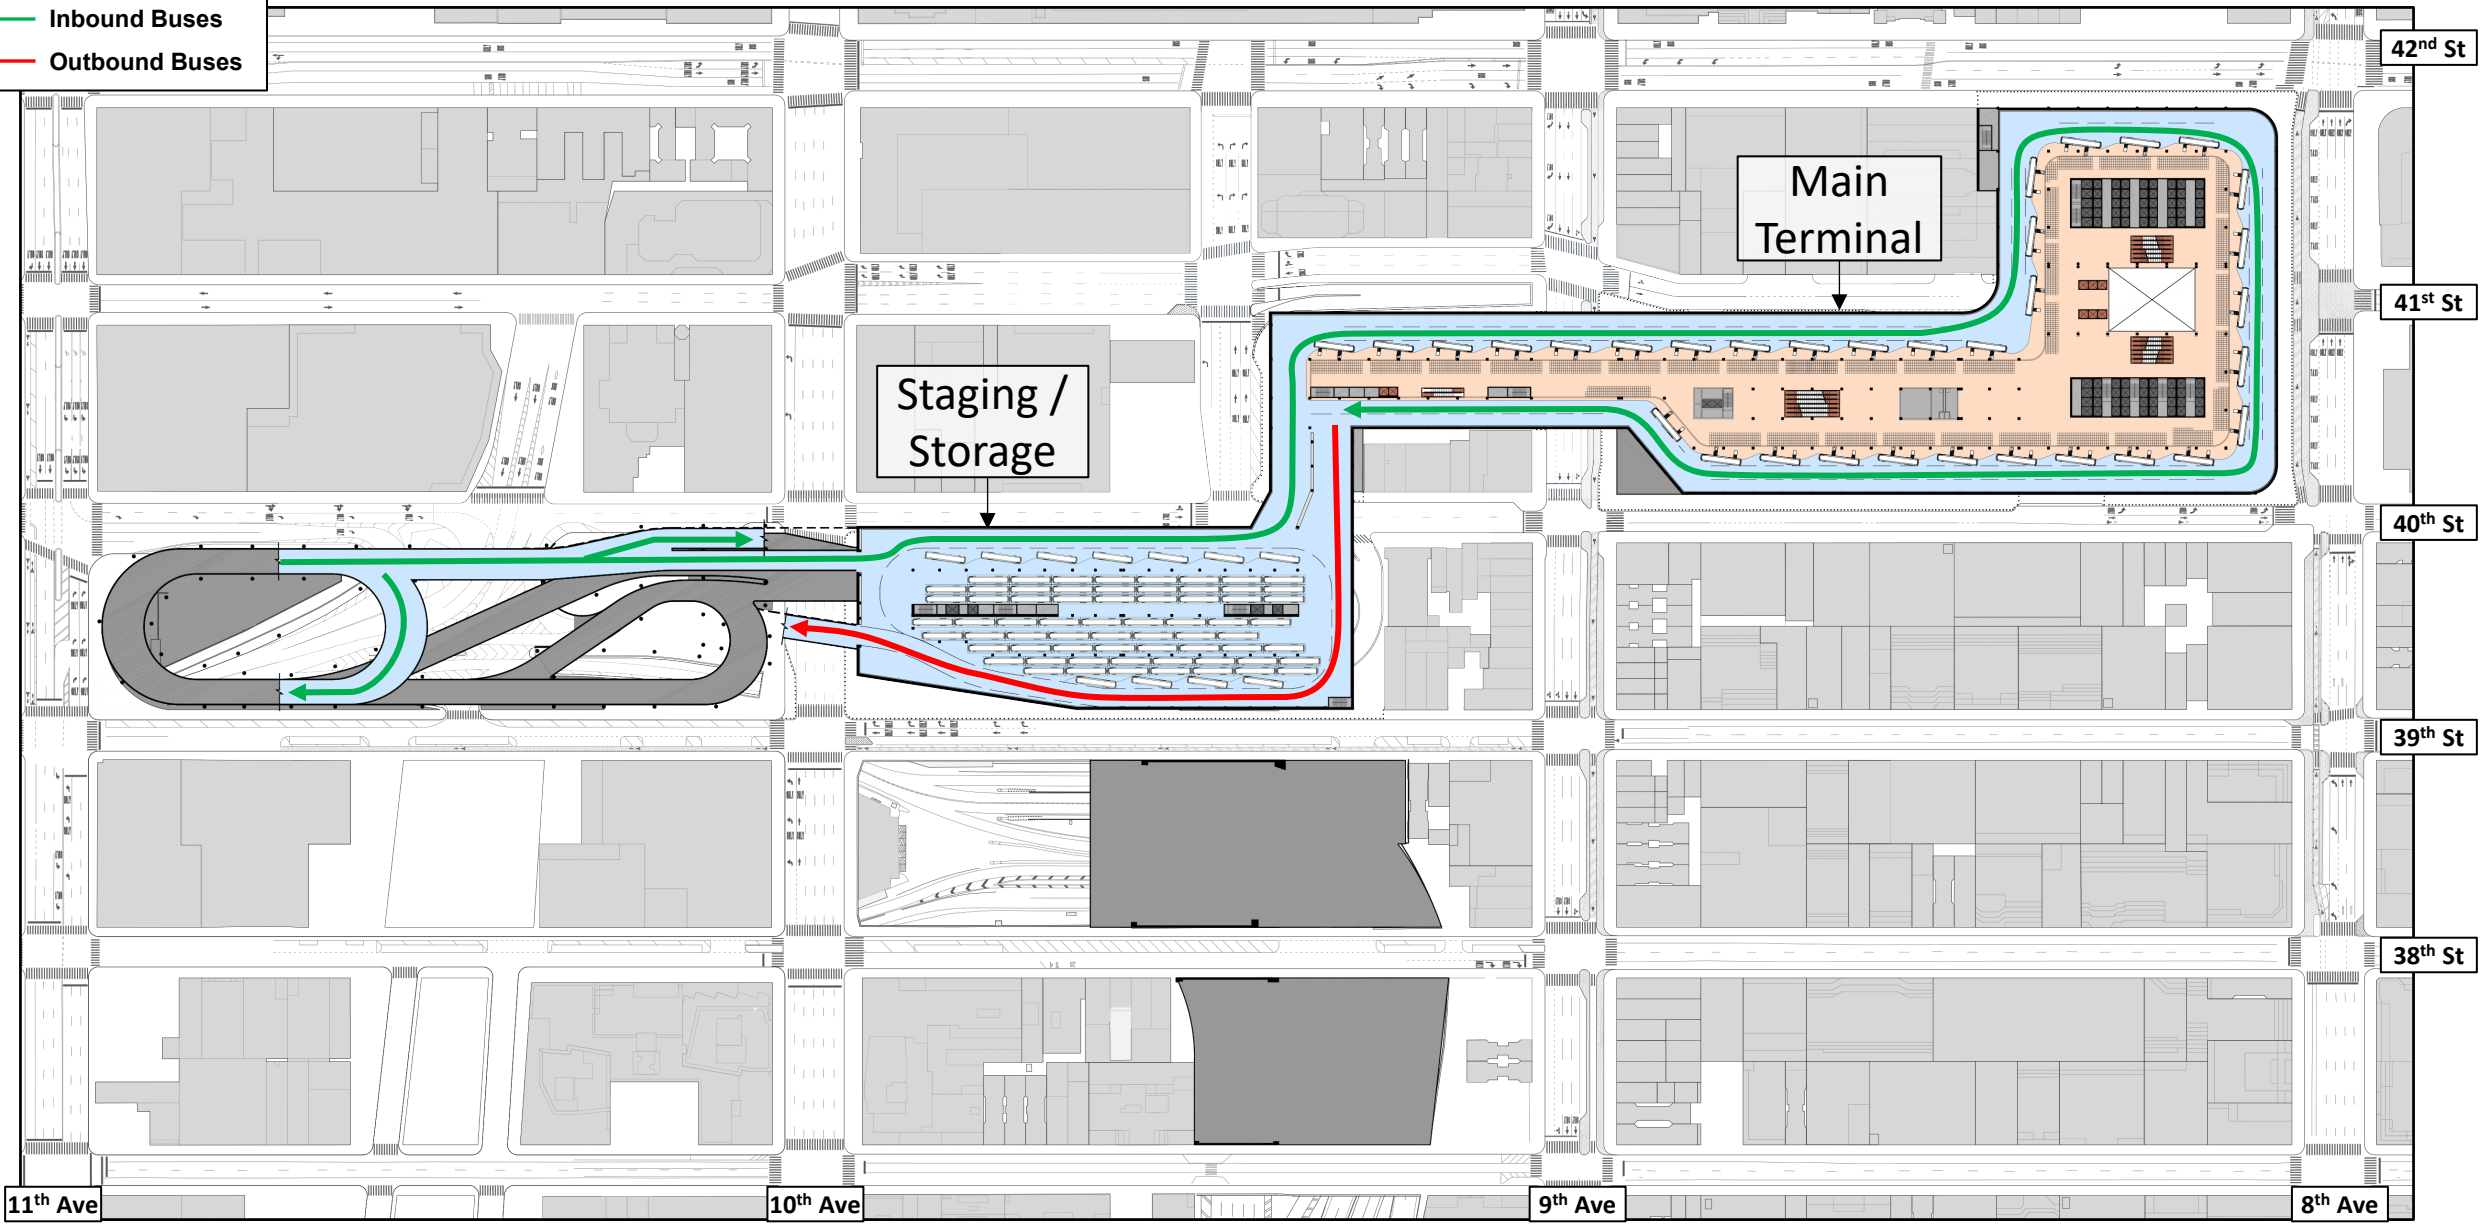 Inbound Buses
Outbound Buses
42nd St
Main
Terminal
41st St
Staging /
Storage
40th St
39th St
38th St
11th Ave
10th Ave
9th Ave
8th Ave